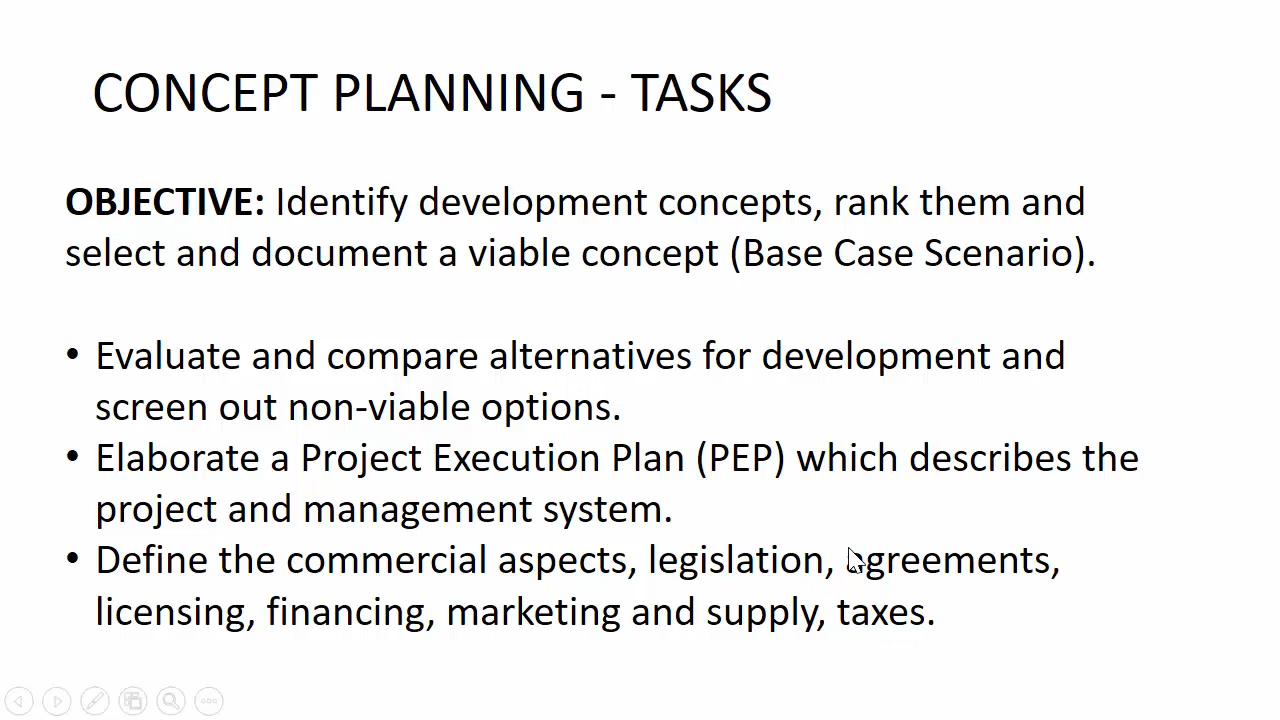 CONCEPT PLANNING - TASKS
OBJECTIVE: Identify development concepts, rank them and
select and document a viable concept (Base Case Scenario).
• Evaluate and compare alternatives for development and
screen out non-viable options.
• Elaborate a Project Execution Plan (PEP) which describes the
project and management system.
• Define the commercial aspects, legislation, agreements,
licensing, financing, marketing and supply, taxes.